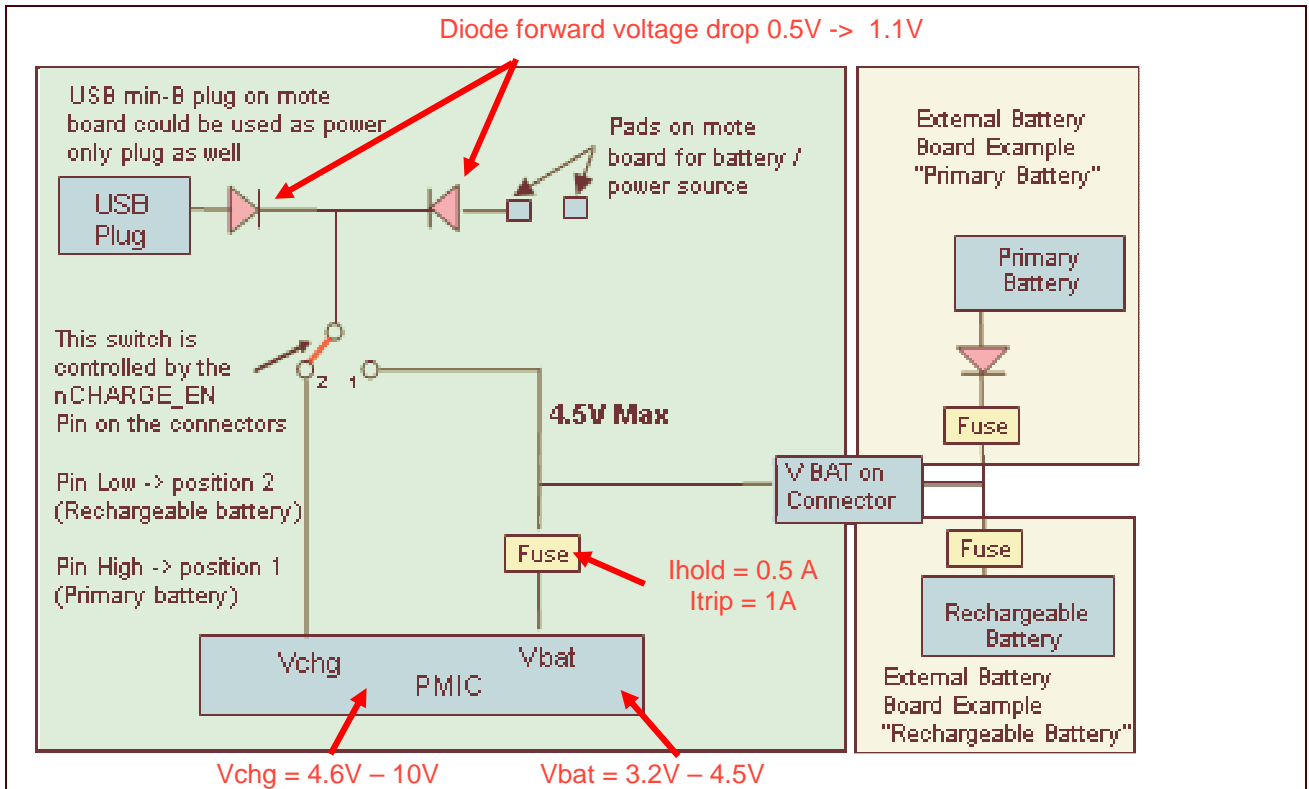 Diode forward voltage drop 0.5V -> 1.1V
USB min-B plug on mote
board could be used as power
only plug as well
Pads on mote
board for battery /
power source
USB
Plug
This switch is
controlled by the
nCHARGE_EN
Pin on the connectors
2
1
4.5V Max
Pin Low -> position 2
(Rechargeable battery)
Pin High -> position 1
(Primary battery)
Fuse
Ihold = 0.5 A
Itrip = 1A
Vchg
Vbat
PMIC
Vchg = 4.6V – 10V
Vbat = 3.2V – 4.5V
External Battery
Board Example
"Primary Battery"
Primary
Battery
Fuse
V BAT on
Connector
Fuse
Rechargeable
Battery
External Battery
Board Example
"Rechargeable Battery"